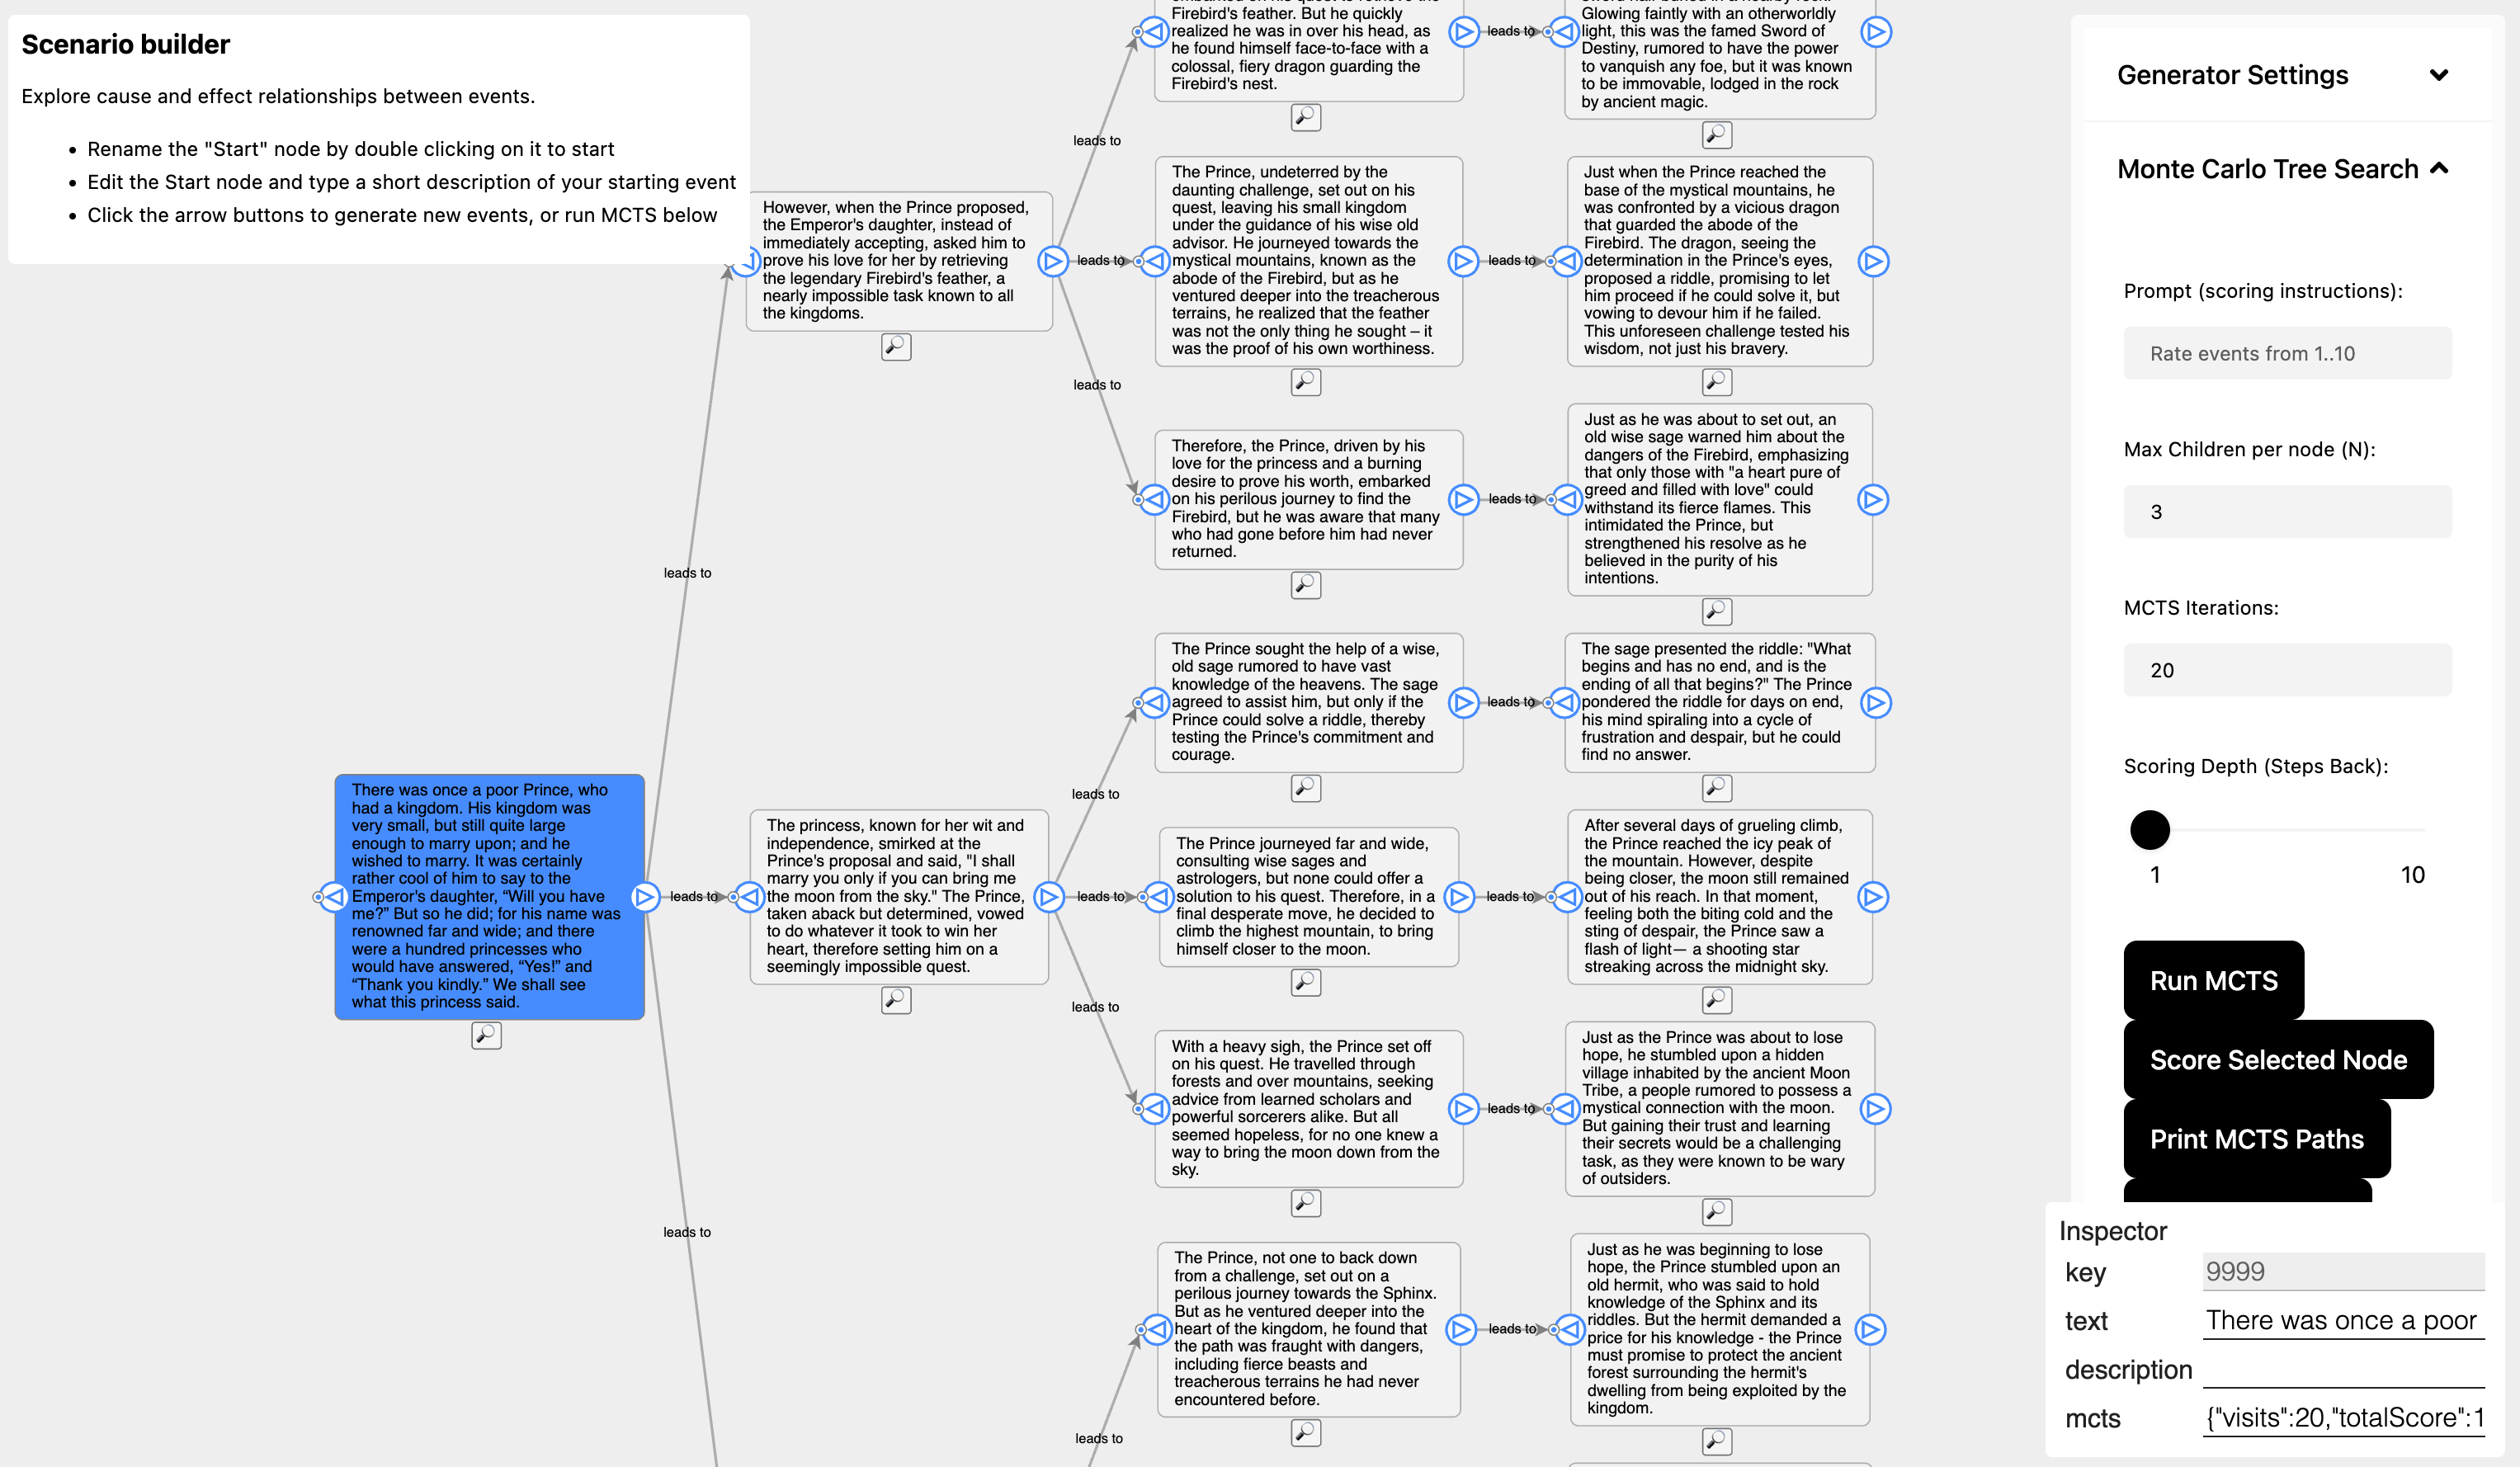 Scenario builder
Explore cause and effect relationships between events.
Rename the "Start" node by double clicking on it to start
Edit the Start node and type a short description of your starting event
Click the arrow buttons to generate new events, or run MCTS below
There was once a poor Prince, who
had a kingdom. His kingdom was
very small, but still quite large
enough to marry upon; and he
wished to marry. It was certainly
rather cool of him to say to the
Emperor's daughter, “Will you have
me?” But so he did; for his name was
renowned far and wide; and there
were a hundred princesses who
would have answered, “Yes!” and
“Thank you kindly.” We shall see
what this princess said.
leads to
leads to
leads to
However, when the Prince proposed,
the Emperor's daughter, instead of
immediately accepting, asked him to
prove his love for her by retrieving
the legendary Firebird's feather, a
nearly impossible task known to all
the kingdoms.
leads to
leads to
leads to
The princess, known for her wit and
independence, smirked at the
Prince's proposal and said, "I shall
marry you only if you can bring me
the moon from the sky." The Prince,
taken aback but determined, vowed
to do whatever it took to win her
heart, therefore setting him on a
seemingly impossible quest.
leads to
leads to
leads to
leads to
Firebird's feather. But he quickly
realized he was in over his head, as
he found himself face-to-face with a
colossal, fiery dragon guarding the
Firebird's nest.
leads to
Glowing faintly with an otherworldly
light, this was the famed Sword of
Destiny, rumored to have the power
to vanquish any foe, but it was known
to be immovable, lodged in the rock
by ancient magic.
The Prince, undeterred by the
daunting challenge, set out on his
quest, leaving his small kingdom
under the guidance of his wise old
advisor. He journeyed towards the
mystical mountains, known as the
abode of the Firebird, but as he
ventured deeper into the treacherous
terrains, he realized that the feather
was not the only thing he sought – it
was the proof of his own worthiness.
leads to
Just when the Prince reached the
base of the mystical mountains, he
was confronted by a vicious dragon
that guarded the abode of the
Firebird. The dragon, seeing the
determination in the Prince's eyes,
proposed a riddle, promising to let
him proceed if he could solve it, but
vowing to devour him if he failed.
This unforeseen challenge tested his
wisdom, not just his bravery.
Therefore, the Prince, driven by his
love for the princess and a burning
desire to prove his worth, embarked
on his perilous journey to find the
Firebird, but he was aware that many
who had gone before him had never
returned.
leads to
Just as he was about to set out, an
old wise sage warned him about the
dangers of the Firebird, emphasizing
that only those with "a heart pure of
greed and filled with love" could
withstand its fierce flames. This
intimidated the Prince, but
strengthened his resolve as he
believed in the purity of his
intentions.
The Prince sought the help of a wise,
old sage rumored to have vast
knowledge of the heavens. The sage
agreed to assist him, but only if the
Prince could solve a riddle, thereby
testing the Prince's commitment and
courage.
leads to
The sage presented the riddle: "What
begins and has no end, and is the
ending of all that begins?" The Prince
pondered the riddle for days on end,
his mind spiraling into a cycle of
frustration and despair, but he could
find no answer.
The Prince journeyed far and wide,
consulting wise sages and
astrologers, but none could offer a
solution to his quest. Therefore, in a
final desperate move, he decided to
climb the highest mountain, to bring
himself closer to the moon.
leads to
After several days of grueling climb,
the Prince reached the icy peak of
the mountain. However, despite
being closer, the moon still remained
out of his reach. In that moment,
feeling both the biting cold and the
sting of despair, the Prince saw a
flash of light— a shooting star
streaking across the midnight sky.
With a heavy sigh, the Prince set off
on his quest. He travelled through
forests and over mountains, seeking
advice from learned scholars and
powerful sorcerers alike. But all
seemed hopeless, for no one knew a
way to bring the moon down from the
sky.
leads to
Just as the Prince was about to lose
hope, he stumbled upon a hidden
village inhabited by the ancient Moon
Tribe, a people rumored to possess a
mystical connection with the moon.
But gaining their trust and learning
their secrets would be a challenging
task, as they were known to be wary
of outsiders.
The Prince, not one to back down
from a challenge, set out on a
perilous journey towards the Sphinx.
But as he ventured deeper into the
heart of the kingdom, he found that
the path was fraught with dangers,
including fierce beasts and
treacherous terrains he had never
encountered before.
leads to
Just as he was beginning to lose
hope, the Prince stumbled upon an
old hermit, who was said to hold
knowledge of the Sphinx and its
riddles. But the hermit demanded a
price for his knowledge - the Prince
must promise to protect the ancient
forest surrounding the hermit's
dwelling from being exploited by the
kingdom.
Generator Settings
Monte Carlo Tree Search
Prompt (scoring instructions):
Rate events from 1..10
Max Children per node (N):
3
MCTS Iterations:
20
Scoring Depth (Steps Back):
1 10
Run MCTS
Score Selected Node
Print MCTS Paths
Inspector
key 9999
text There was once a poor
description
mcts {"visits":20,"totalScore":1